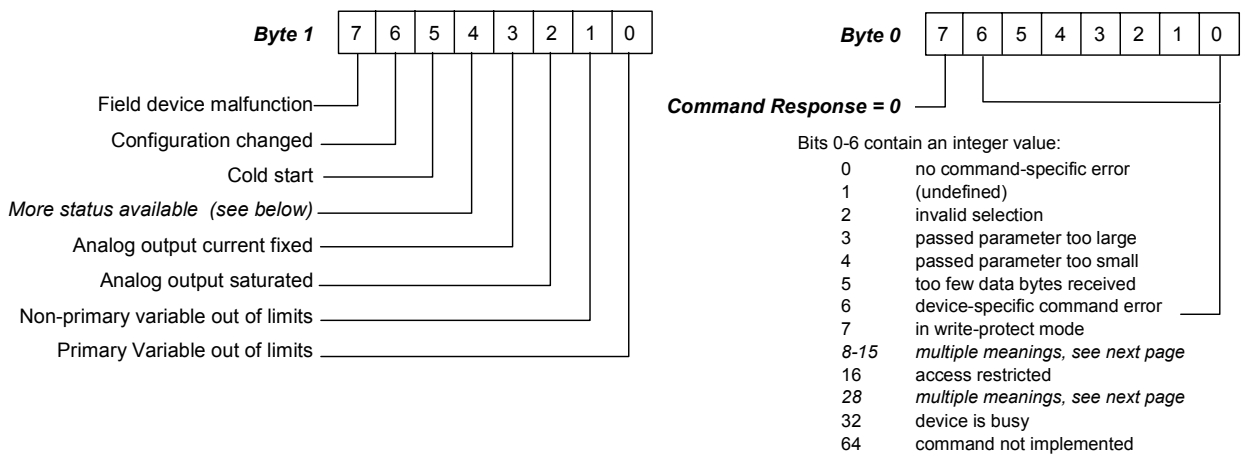 Byte 1 7 6 5 4 3 2 1 0
Field device malfunction
Configuration changed
Cold start
More status available (see below)
Analog output current fixed
Analog output saturated
Non-primary variable out of limits
Primary Variable out of limits
Byte 0 7 6 5 4 3 2 1 0
Command Response = 0
Bits 0-6 contain an integer value:
0 no command-specific error
1 (undefined)
2 invalid selection
3 passed parameter too large
4 passed parameter too small
5 too few data bytes received
6 device-specific command error
7 in write-protect mode
8-15 multiple meanings, see next page
16 access restricted
28 multiple meanings, see next page
32 device is busy
64 command not implemented